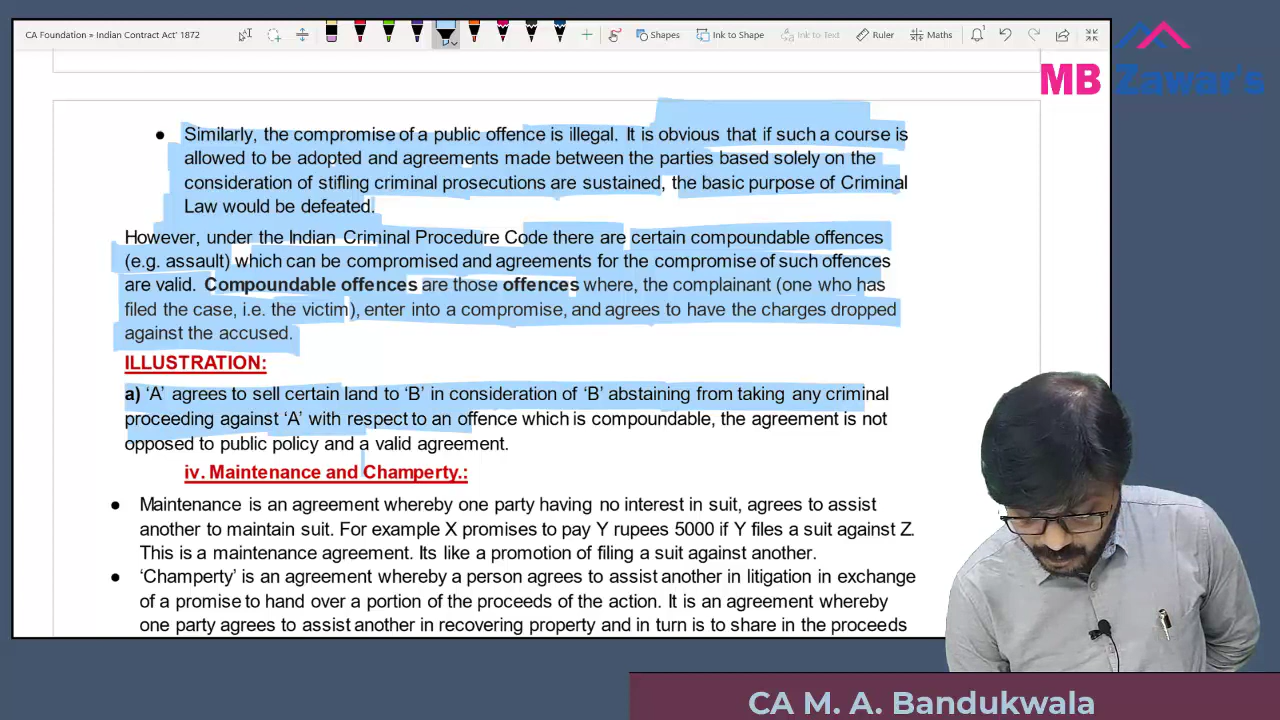 CA Foundation » Indian Contract Act' 1872
Shapes
Ink to Shape
Ink to Text
Ruler
Maths
MB Zawar's
● Similarly, the compromise of a public offence is illegal. It is obvious that if such a course is
allowed to be adopted and agreements made between the parties based solely on the
consideration of stifling criminal prosecutions are sustained, the basic purpose of Criminal
Law would be defeated.
However, under the Indian Criminal Procedure Code there are certain compoundable offences
(e.g. assault) which can be compromised and agreements for the compromise of such offences
are valid. Compoundable offences are those offences where, the complainant (one who has
filed the case, i.e. the victim), enter into a compromise, and agrees to have the charges dropped
against the accused.
ILLUSTRATION:
a) ‘A’ agrees to sell certain land to ‘B’ in consideration of ‘B’ abstaining from taking any criminal
proceeding against ‘A’ with respect to an offence which is compoundable, the agreement is not
opposed to public policy and a valid agreement.
iv. Maintenance and Champerty.:
● Maintenance is an agreement whereby one party having no interest in suit, agrees to assist
another to maintain suit. For example X promises to pay Y rupees 5000 if Y files a suit against Z.
This is a maintenance agreement. Its like a promotion of filing a suit against another.
● ‘Champerty’ is an agreement whereby a person agrees to assist another in litigation in exchange
of a promise to hand over a portion of the proceeds of the action. It is an agreement whereby
one party agrees to assist another in recovering property and in turn is to share in the proceeds
CA M. A. Bandukwala